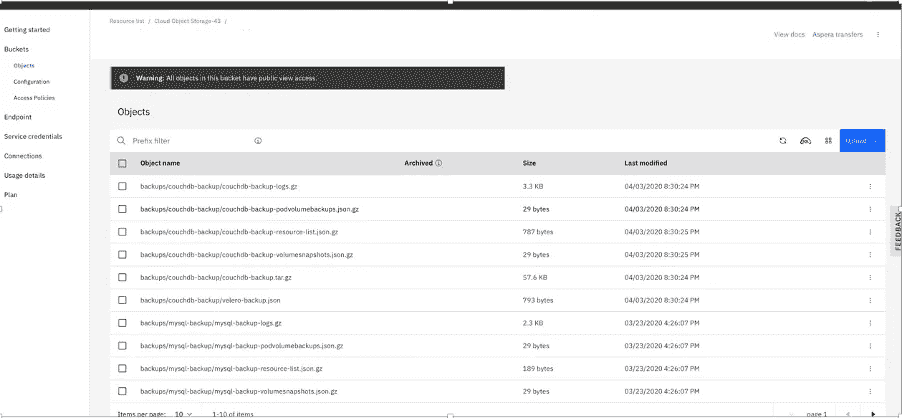 Resource list / Cloud Object Storage-43 /
Getting started
Buckets
Objects
Configuration
Access Policies
Endpoint
Service credentials
Connections
Usage details
Plan
View docs Aspera transfers
Warning: All objects in this bucket have public view access.
Objects
Prefix filter
Upload
Object name Archived Size Last modified
backups/couchdb-backup/couchdb-backup-logs.gz 3.3 KB 04/03/2020 8:30:24 PM
backups/couchdb-backup/couchdb-backup-podvolumebackups.json.gz 29 bytes 04/03/2020 8:30:24 PM
backups/couchdb-backup/couchdb-backup-resource-list.json.gz 787 bytes 04/03/2020 8:30:25 PM
backups/couchdb-backup/couchdb-backup-volumesnapshots.json.gz 29 bytes 04/03/2020 8:30:25 PM
backups/couchdb-backup/couchdb-backup.tar.gz 57.6 KB 04/03/2020 8:30:24 PM
backups/couchdb-backup/velero-backup.json 793 bytes 04/03/2020 8:30:24 PM
backups/mysql-backup/mysql-backup-logs.gz 2.3 KB 03/23/2020 4:26:07 PM
backups/mysql-backup/mysql-backup-podvolumebackups.json.gz 29 bytes 03/23/2020 4:26:07 PM
backups/mysql-backup/mysql-backup-resource-list.json.gz 189 bytes 03/23/2020 4:26:07 PM
backups/mysql-backup/mysql-backup-volumesnapshots.json.gz 29 bytes 03/23/2020 4:26:07 PM
Items per page: 10 1-10 of items page 1
FEEDBACK